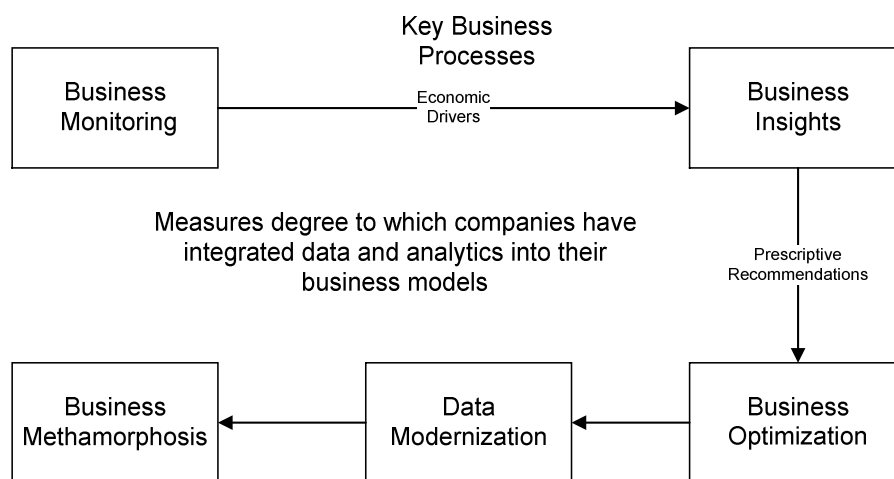 Key Business
Processes
Business
Monitoring
Economic
Drivers
Business
Insights
Measures degree to which companies have
integrated data and analytics into their
business models
Prescriptive
Recommendations
Business
Methamorphosis
Data
Modernization
Business
Optimization